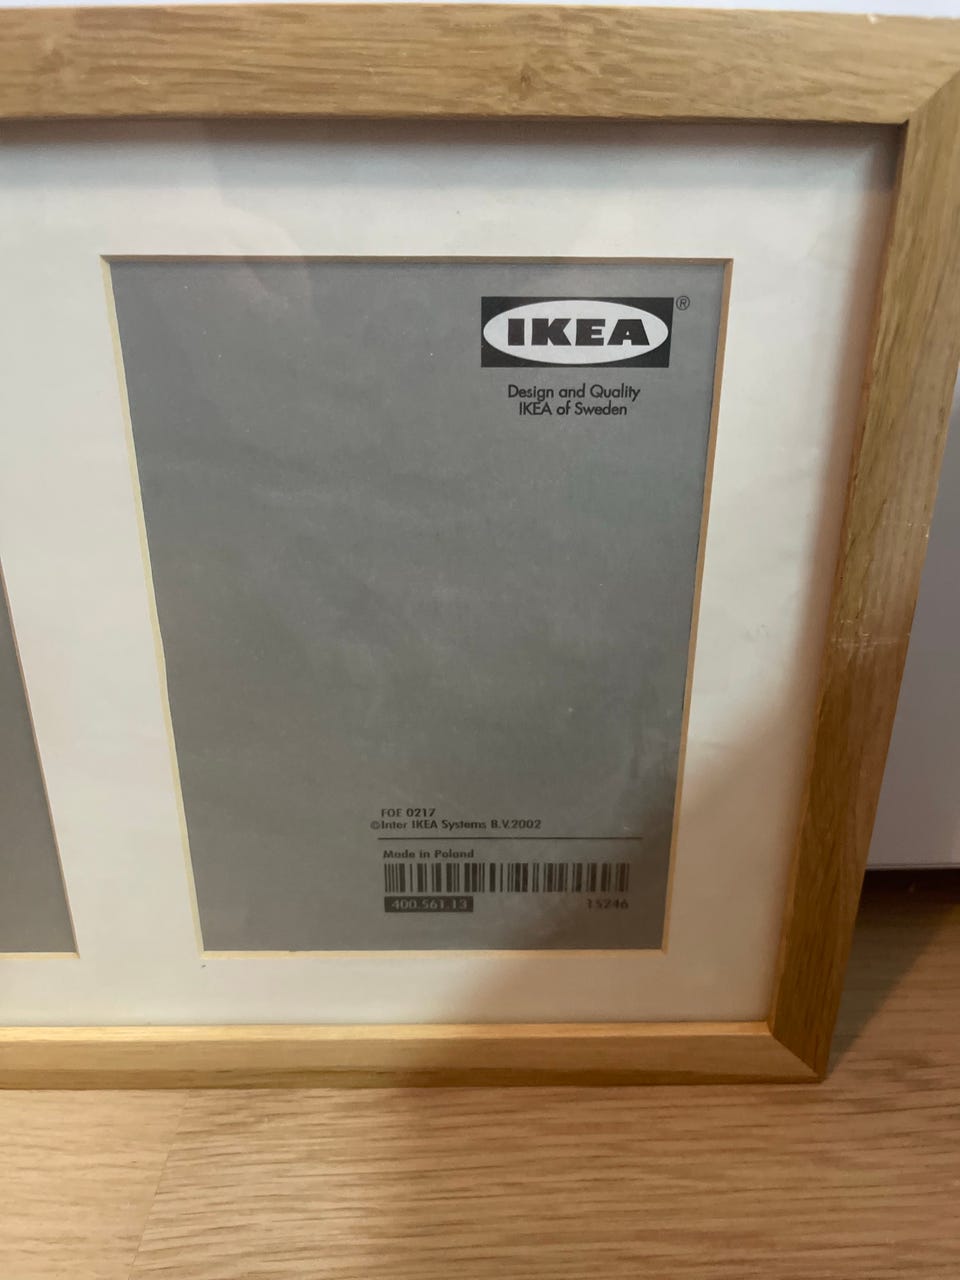 IKEA ®
Design and Quality
IKEA of Sweden
FOE 0217
©Inter IKEA Systems B.V.2002
Made in Poland
400.561.13 15246